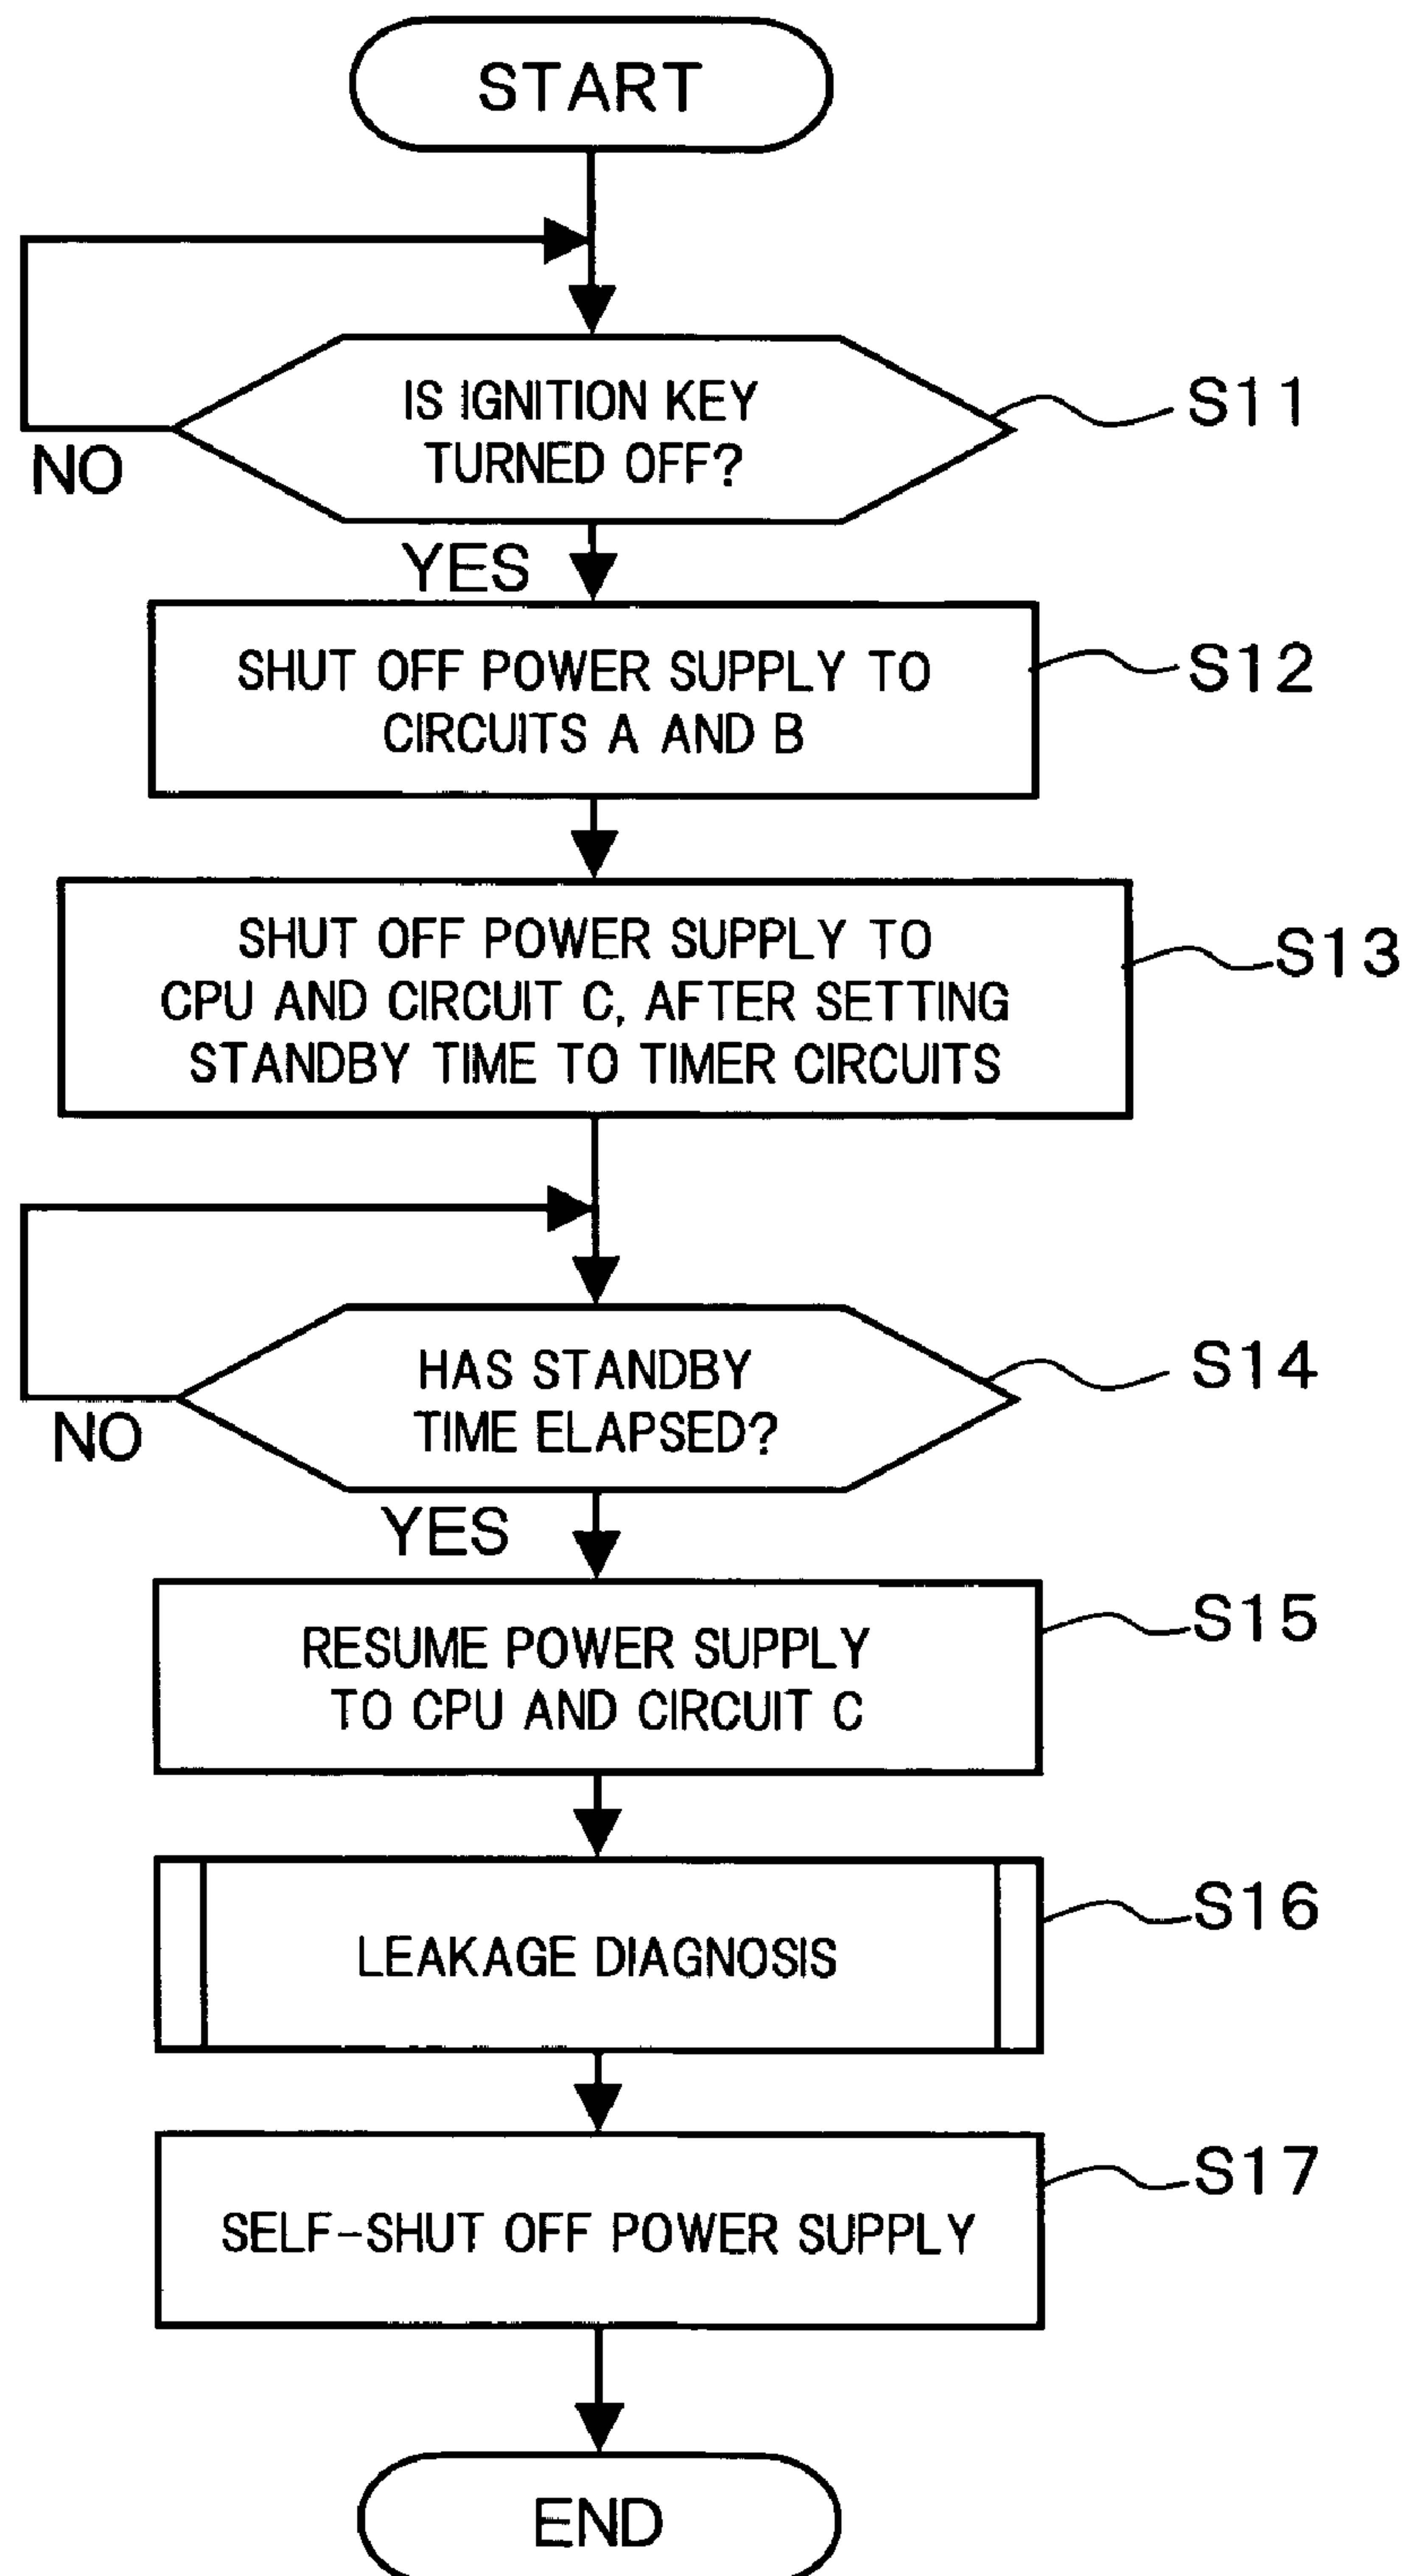 START
IS IGNITION KEY
TURNED OFF?
S11
NO
YES
SHUT OFF POWER SUPPLY TO
CIRCUITS A AND B
S12
SHUT OFF POWER SUPPLY TO
CPU AND CIRCUIT C, AFTER SETTING
STANDBY TIME TO TIMER CIRCUITS
S13
HAS STANDBY
TIME ELAPSED?
S14
NO
YES
RESUME POWER SUPPLY
TO CPU AND CIRCUIT C
S15
LEAKAGE DIAGNOSIS
S16
SELF-SHUT OFF POWER SUPPLY
S17
END